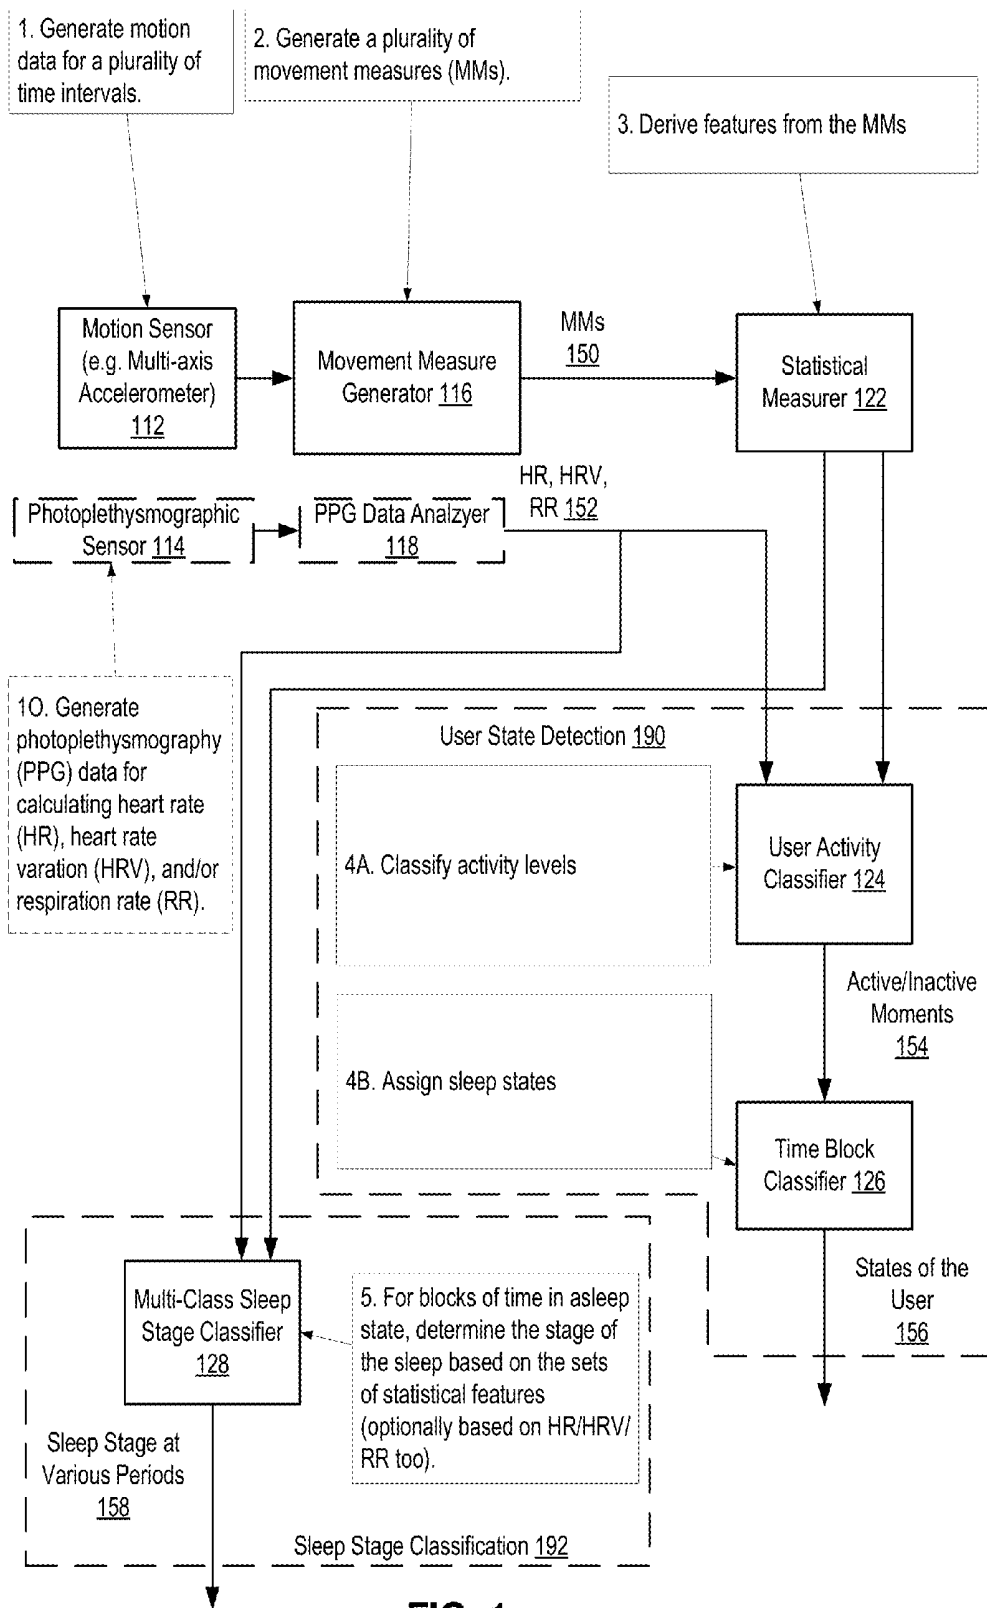 1. Generate motion
data for a plurality of
time intervals.
2. Generate a plurality of
movement measures (MMs).
3. Derive features from the MMs
Motion Sensor
(e.g. Multi-axis
Accelerometer)
112
Movement Measure
Generator 116
MMs
150
Statistical
Measurer 122
Photoplethysmographic
Sensor 114
PPG Data Analzyer
118
HR, HRV,
RR 152
1O. Generate
photoplethysmography
(PPG) data for
calculating heart rate
(HR), heart rate
varation (HRV), and/or
respiration rate (RR).
User State Detection 190
4A. Classify activity levels
User Activity
Classifier 124
Active/Inactive
Moments
154
4B. Assign sleep states
Time Block
Classifier 126
States of the
User
156
Multi-Class Sleep
Stage Classifier
128
5. For blocks of time in asleep
state, determine the stage of
the sleep based on the sets
of statistical features
(optionally based on HR/HRV/
RR too).
Sleep Stage at
Various Periods
158
Sleep Stage Classification 192
FIG. 1